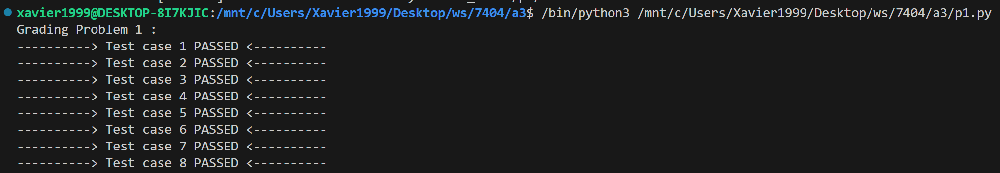 xavier1999@DESKTOP-8I7KJIC:/mnt/c/Users/Xavier1999/Desktop/ws/7404/a3$ /bin/python3 /mnt/c/Users/Xavier1999/Desktop/ws/7404/a3/p1.py
Grading Problem 1 :
----------> Test case 1 PASSED <----------
----------> Test case 2 PASSED <----------
----------> Test case 3 PASSED <----------
----------> Test case 4 PASSED <----------
----------> Test case 5 PASSED <----------
----------> Test case 6 PASSED <----------
----------> Test case 7 PASSED <----------
----------> Test case 8 PASSED <----------